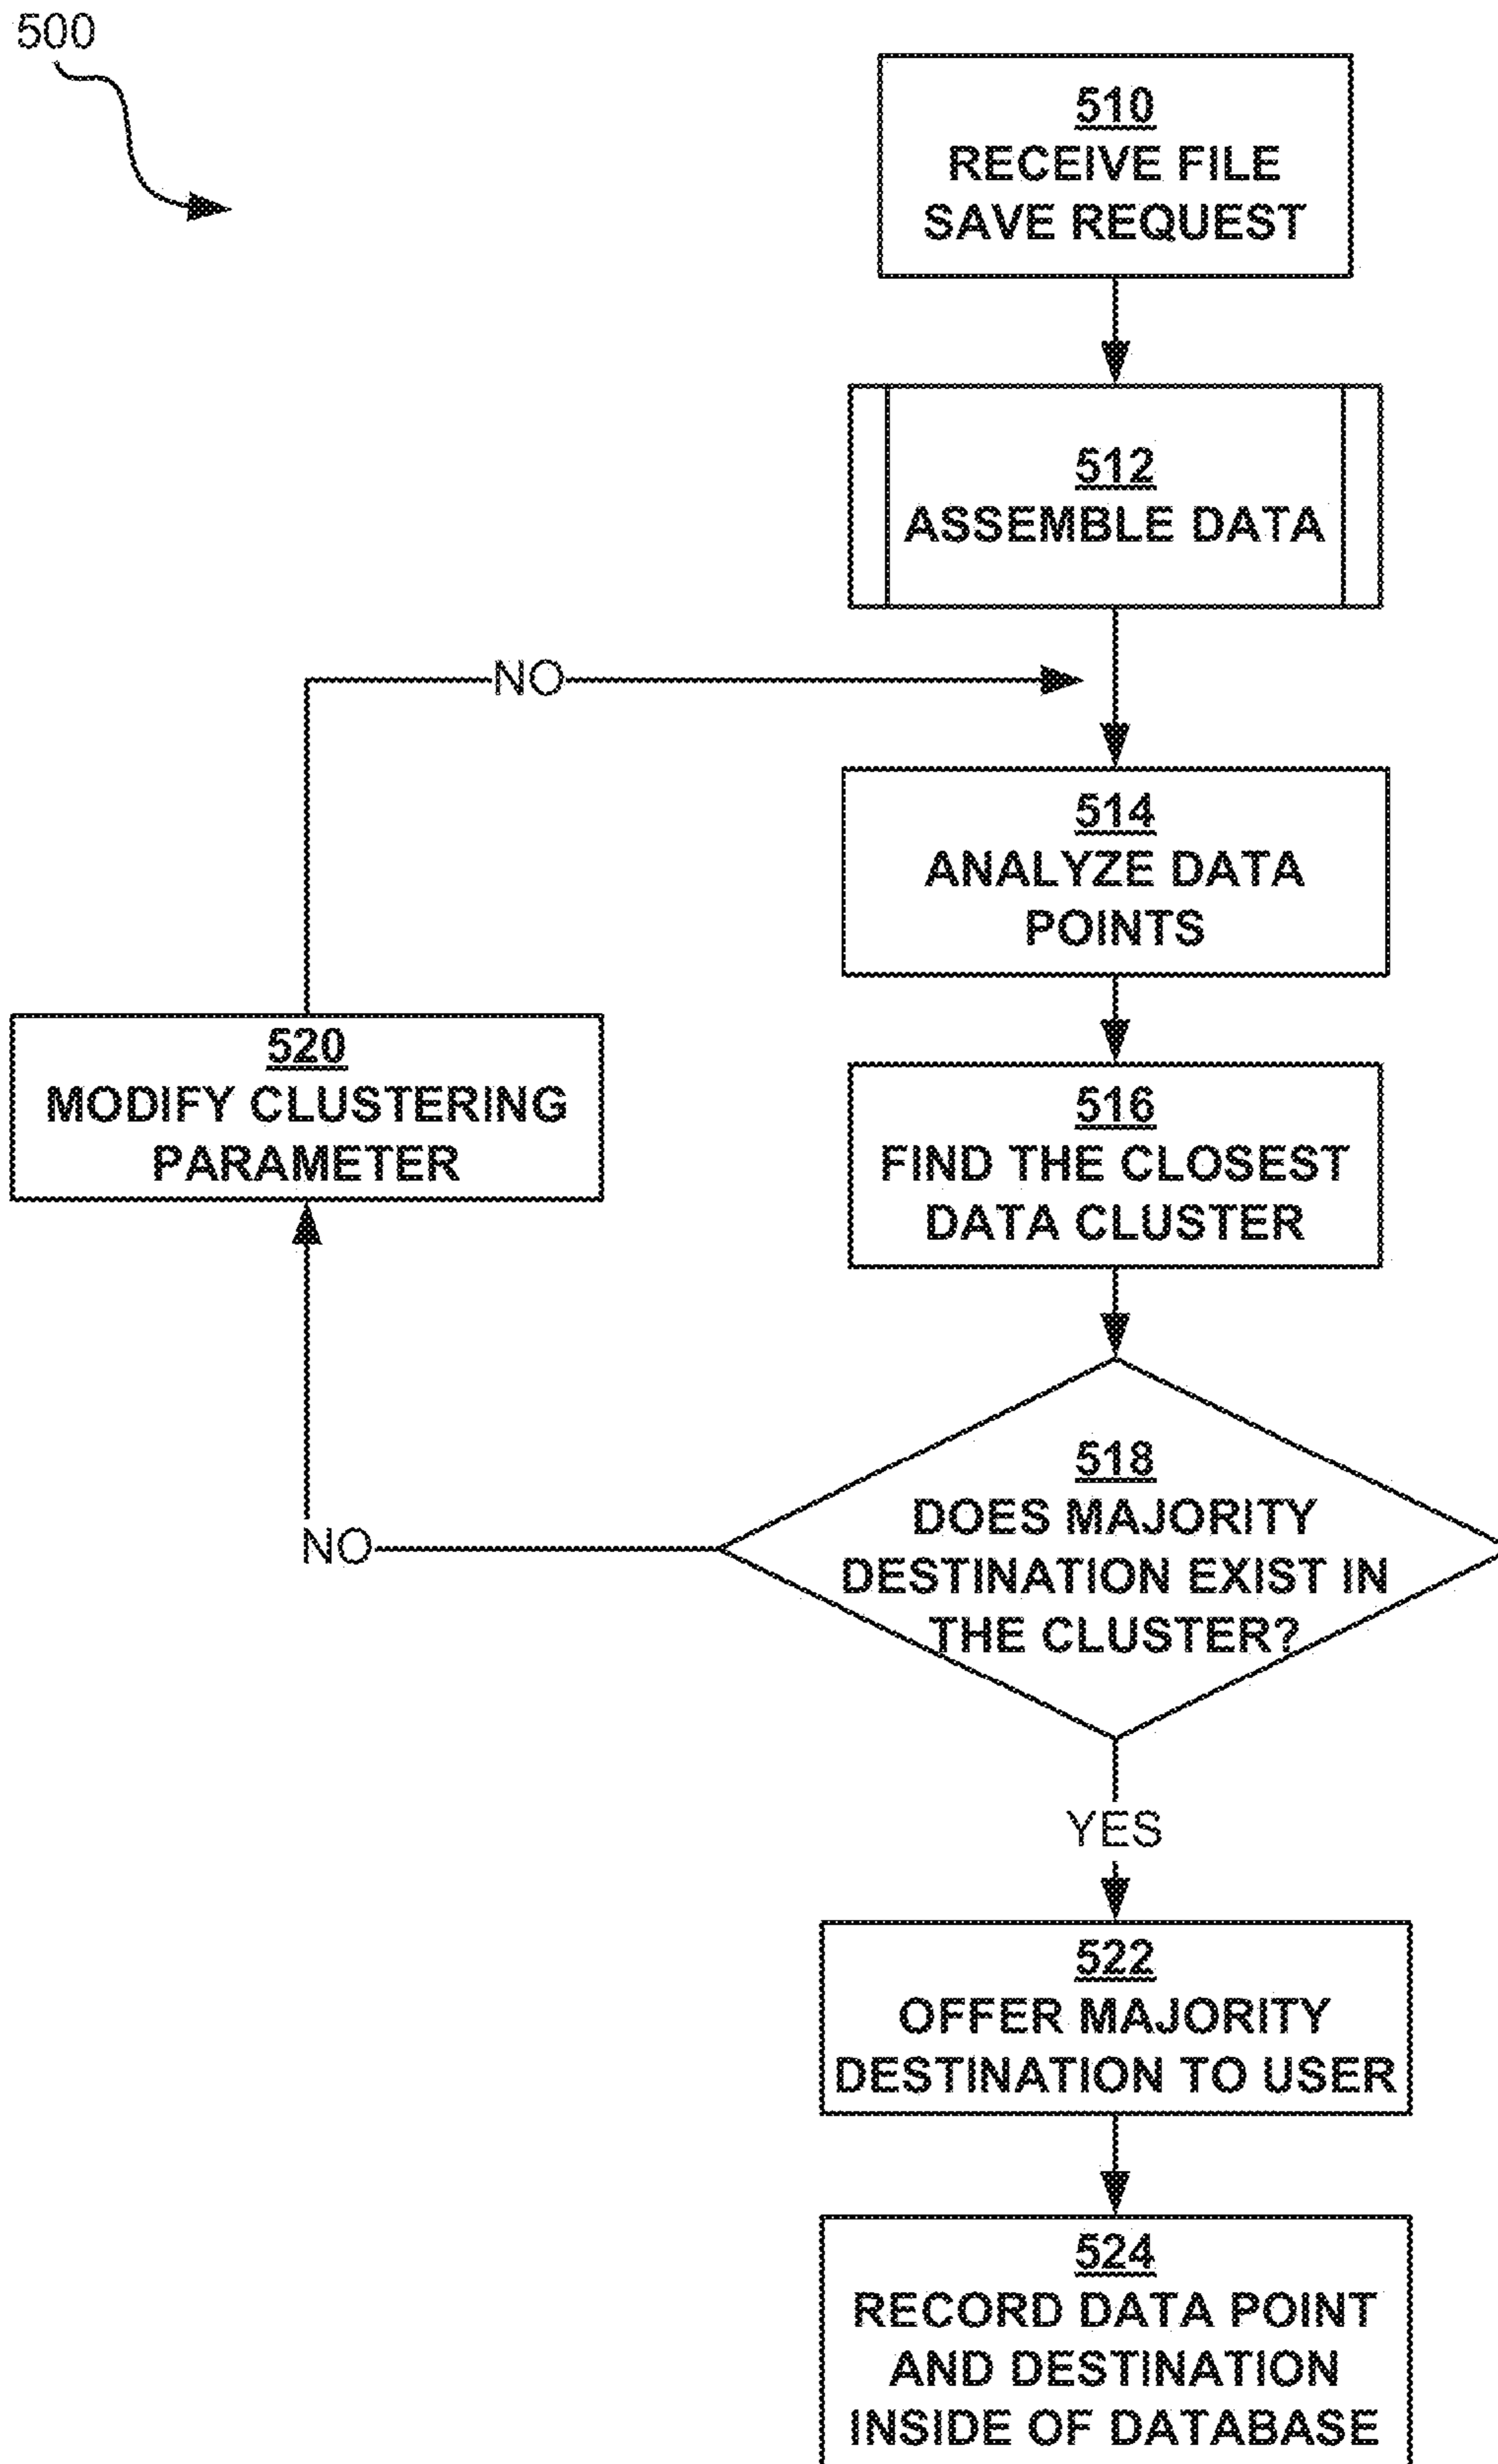 500
510
RECEIVE FILE
SAVE REQUEST
512
ASSEMBLE DATA
NO
514
ANALYZE DATA
POINTS
520
MODIFY CLUSTERING
PARAMETER
516
FIND THE CLOSEST
DATA CLUSTER
518
DOES MAJORITY
DESTINATION EXIST IN
THE CLUSTER?
NO
YES
522
OFFER MAJORITY
DESTINATION TO USER
524
RECORD DATA POINT
AND DESTINATION
INSIDE OF DATABASE